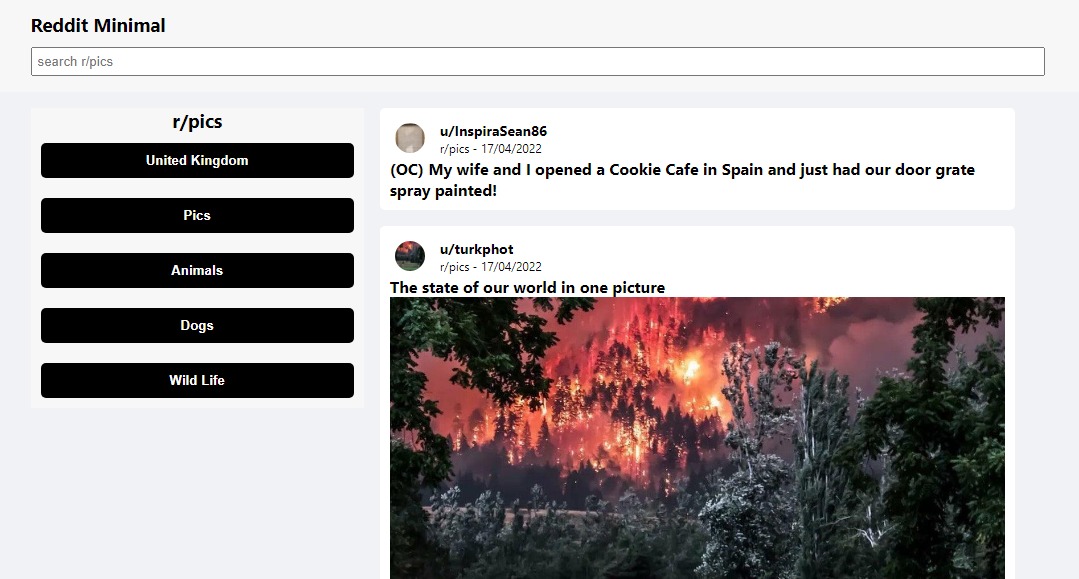 Reddit Minimal
search r/pics
r/pics
United Kingdom
Pics
Animals
Dogs
Wild Life
u/InspiraSean86
r/pics - 17/04/2022
(OC) My wife and I opened a Cookie Cafe in Spain and just had our door grate
spray painted!
u/turkphot
r/pics - 17/04/2022
The state of our world in one picture